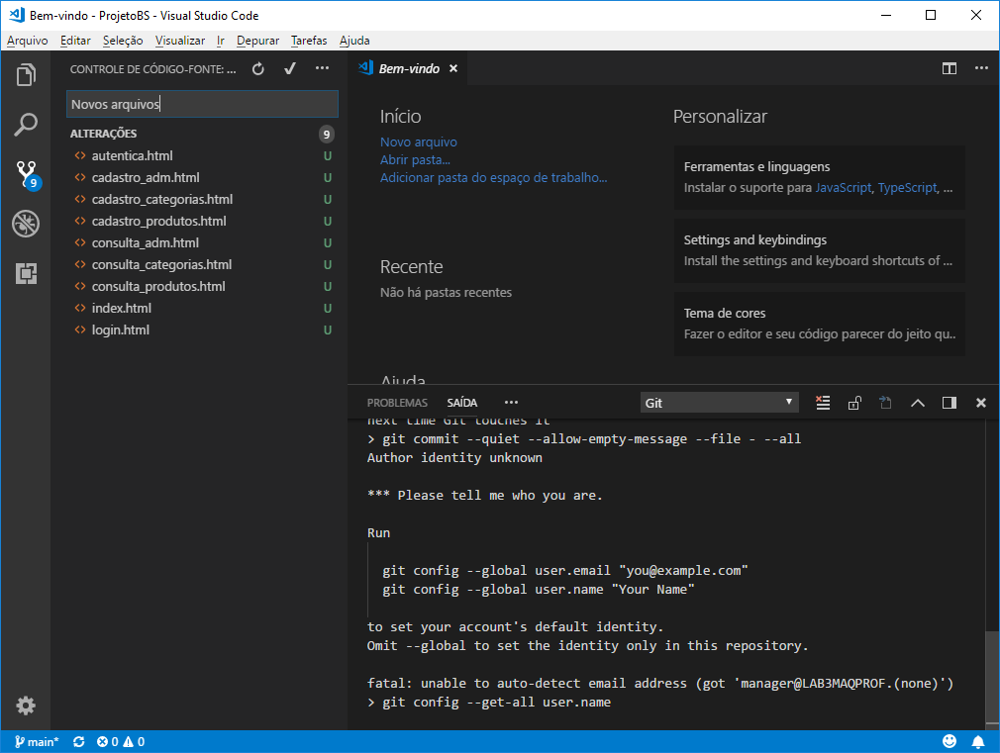 Bem-vindo - ProjetoBS - Visual Studio Code
Arquivo Editar Seleção Visualizar Ir Depurar Tarefas Ajuda
CONTROLE DE CÓDIGO-FONTE: ...
Novos arquivos
ALTERAÇÕES 9
autentica.html U
cadastro_adm.html U
cadastro_categorias.html U
cadastro_produtos.html U
consulta_adm.html U
consulta_categorias.html U
consulta_produtos.html U
index.html U
login.html U
9
Bem-vindo
Início
Novo arquivo
Abrir pasta...
Adicionar pasta do espaço de trabalho...
Recente
Não há pastas recentes
Ajuda
Personalizar
Ferramentas e linguagens
Instalar o suporte para JavaScript, TypeScript, ...
Settings and keybindings
Install the settings and keyboard shortcuts of ...
Tema de cores
Fazer o editor e seu código parecer do jeito qu..
PROBLEMAS SAÍDA ... Git
next time Git touches it
> git commit --quiet --allow-empty-message --file - --all
Author identity unknown
*** Please tell me who you are.
Run
git config --global user.email "you@example.com"
git config --global user.name "Your Name"
to set your account's default identity.
Omit --global to set the identity only in this repository.
fatal: unable to auto-detect email address (got 'manager@LAB3MAQPROF.(none)')
> git config --get-all user.name
main* 0 0